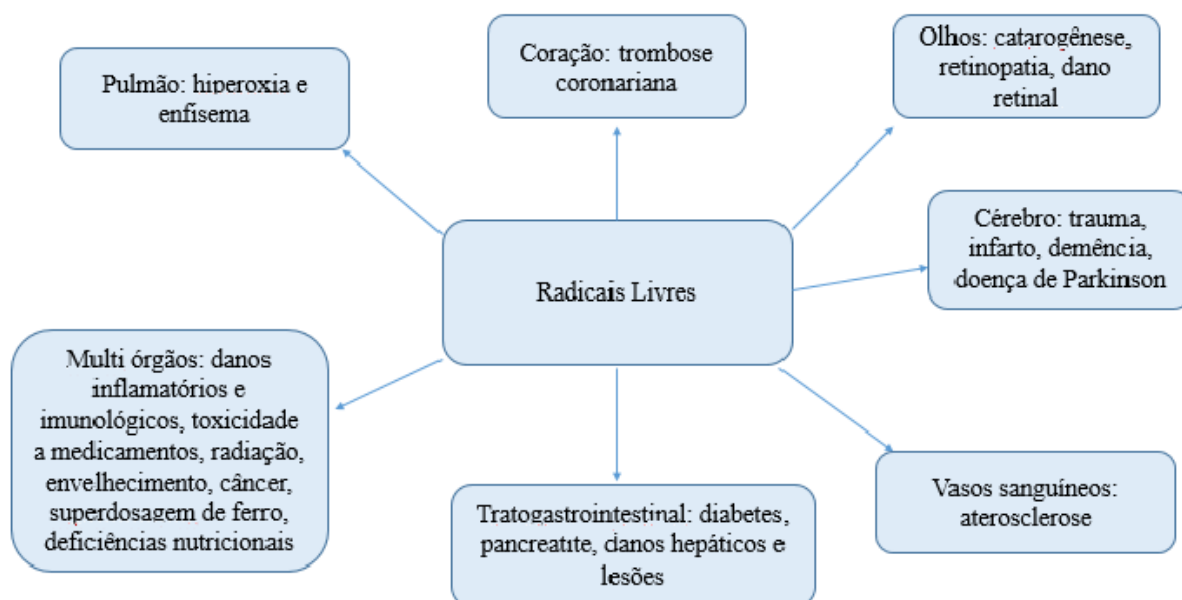 Pulmão: hiperoxia e
enfisema
Coração: trombose
coronariana
Olhos: catarogênese,
retinopatia, dano
retinal
Cérebro: trauma,
infarto, demência,
doença de Parkinson
Radicais Livres
Multi órgãos: danos
inflamatórios e
imunológicos, toxicidade
a medicamentos, radiação,
envelhecimento, câncer,
superdosagem de ferro,
deficiências nutricionais
Tratogastrointestinal: diabetes,
pancreatite, danos hepáticos e
lesões
Vasos sanguíneos:
aterosclerose